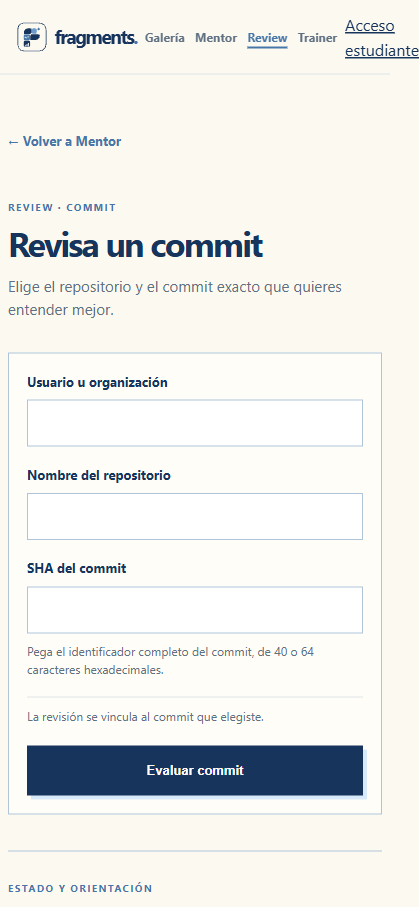 fragments. Galería Mentor Review Trainer Acceso
estudiante
← Volver a Mentor
REVIEW · COMMIT
Revisa un commit
Elige el repositorio y el commit exacto que quieres
entender mejor.
Usuario u organización
Nombre del repositorio
SHA del commit
Pega el identificador completo del commit, de 40 o 64
caracteres hexadecimales.
La revisión se vincula al commit que elegiste.
Evaluar commit
ESTADO Y ORIENTACIÓN